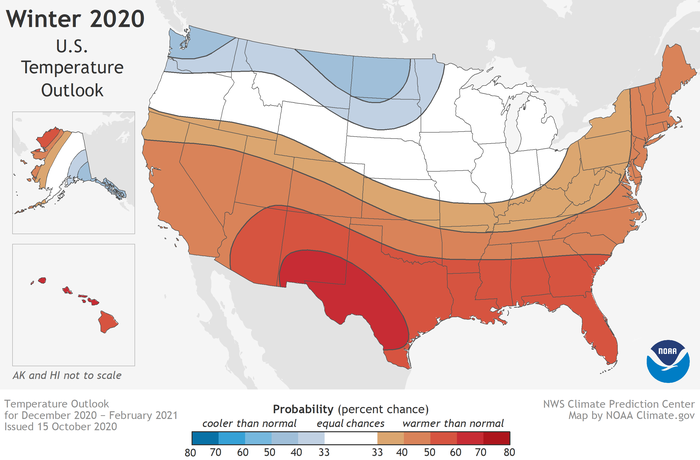 Winter 2020
U.S.
Temperature
Outlook
AK and HI not to scale
NOAA
Temperature Outlook
for December 2020 – February 2021
Issued 15 October 2020
NWS Climate Prediction Center
Map by NOAA Climate.gov
Probability (percent chance)
cooler than normal equal chances warmer than normal
80 70 60 50 40 33 33 40 50 60 70 80